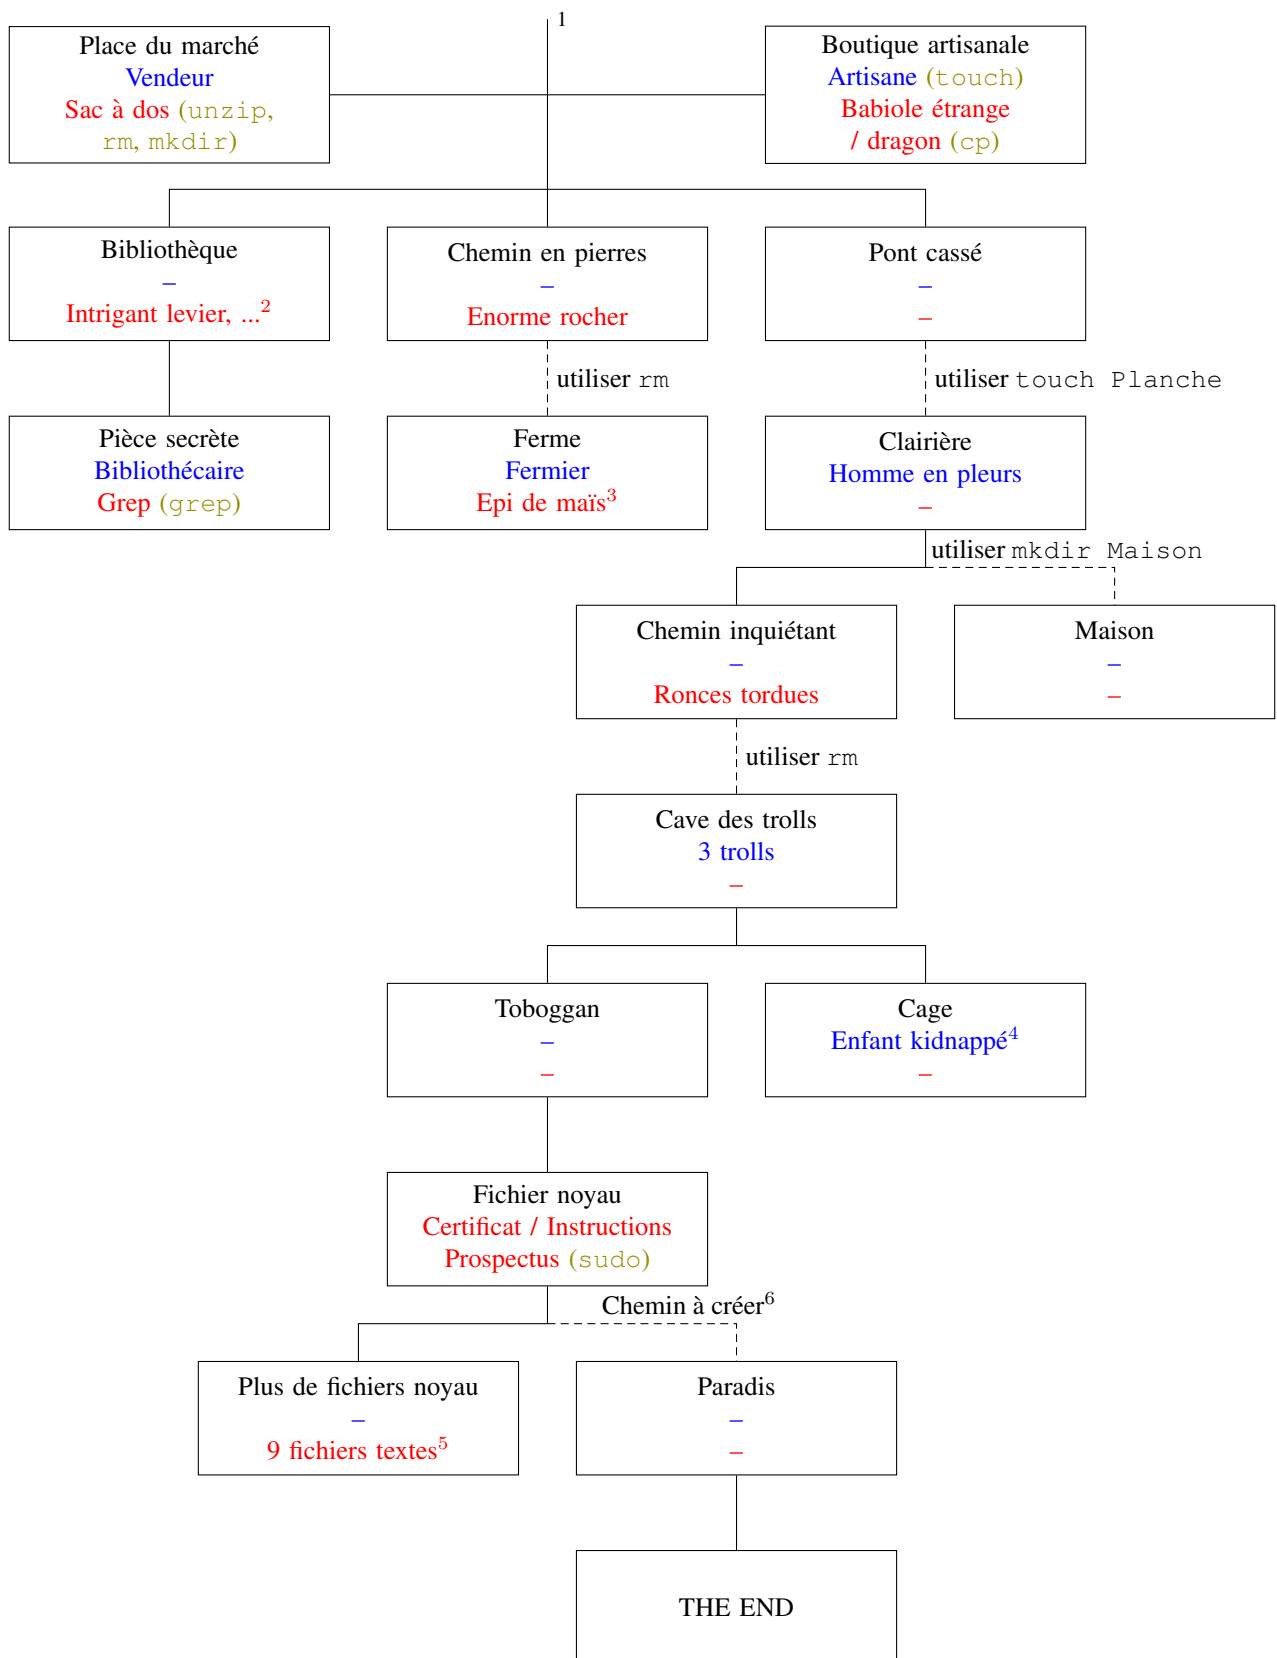 1
Place du marché
Vendeur
Sac à dos (unzip,
rm, mkdir)
Boutique artisanale
Artisane (touch)
Babiole étrange
/ dragon (cp)
Bibliothèque
–
Intrigant levier, ...2
Chemin en pierres
–
Enorme rocher
Pont cassé
–
–
utiliser rm
utiliser touch Planche
Pièce secrète
Bibliothécaire
Grep (grep)
Ferme
Fermier
Epi de maïs3
Clairière
Homme en pleurs
–
utiliser mkdir Maison
Chemin inquiétant
–
Ronces tordues
Maison
–
–
utiliser rm
Cave des trolls
3 trolls
–
Toboggan
–
–
Cage
Enfant kidnappé4
–
Fichier noyau
Certificat / Instructions
Prospectus (sudo)
Chemin à créer6
Plus de fichiers noyau
–
9 fichiers textes5
Paradis
–
–
THE END